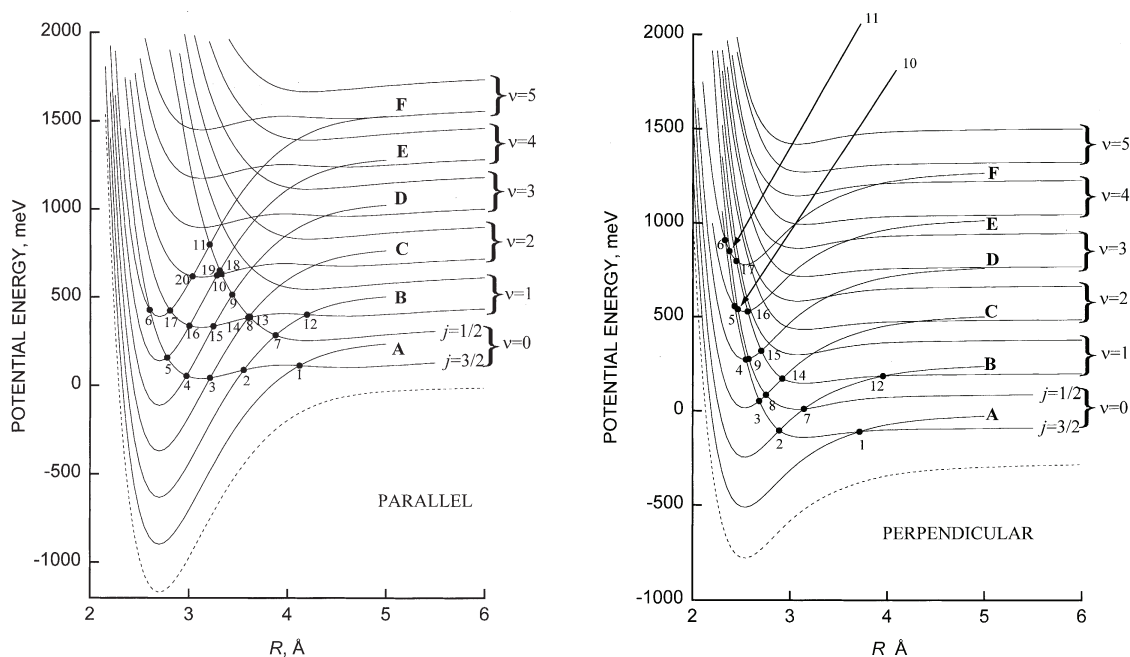 2000
1500
1000
500
0
-500
-1000
POTENTIAL ENERGY, meV
2 3 4 5 6
R, Å
PARALLEL
F
E
D
C
B
A
ν=5
ν=4
ν=3
ν=2
ν=1
j=1/2
ν=0
j=3/2
11
20 19 18
10
9
6 17 16 15 14 8 13 12
7
5
4 3 2 1
11
10
2000
1500
1000
500
0
-500
-1000
POTENTIAL ENERGY, meV
2 3 4 5 6
R Å
PERPENDICULAR
F
E
D
C
B
A
ν=5
ν=4
ν=3
ν=2
ν=1
j=1/2
ν=0
j=3/2
6
17
5 16
15
4 9
14 12
3 8 7
2 1